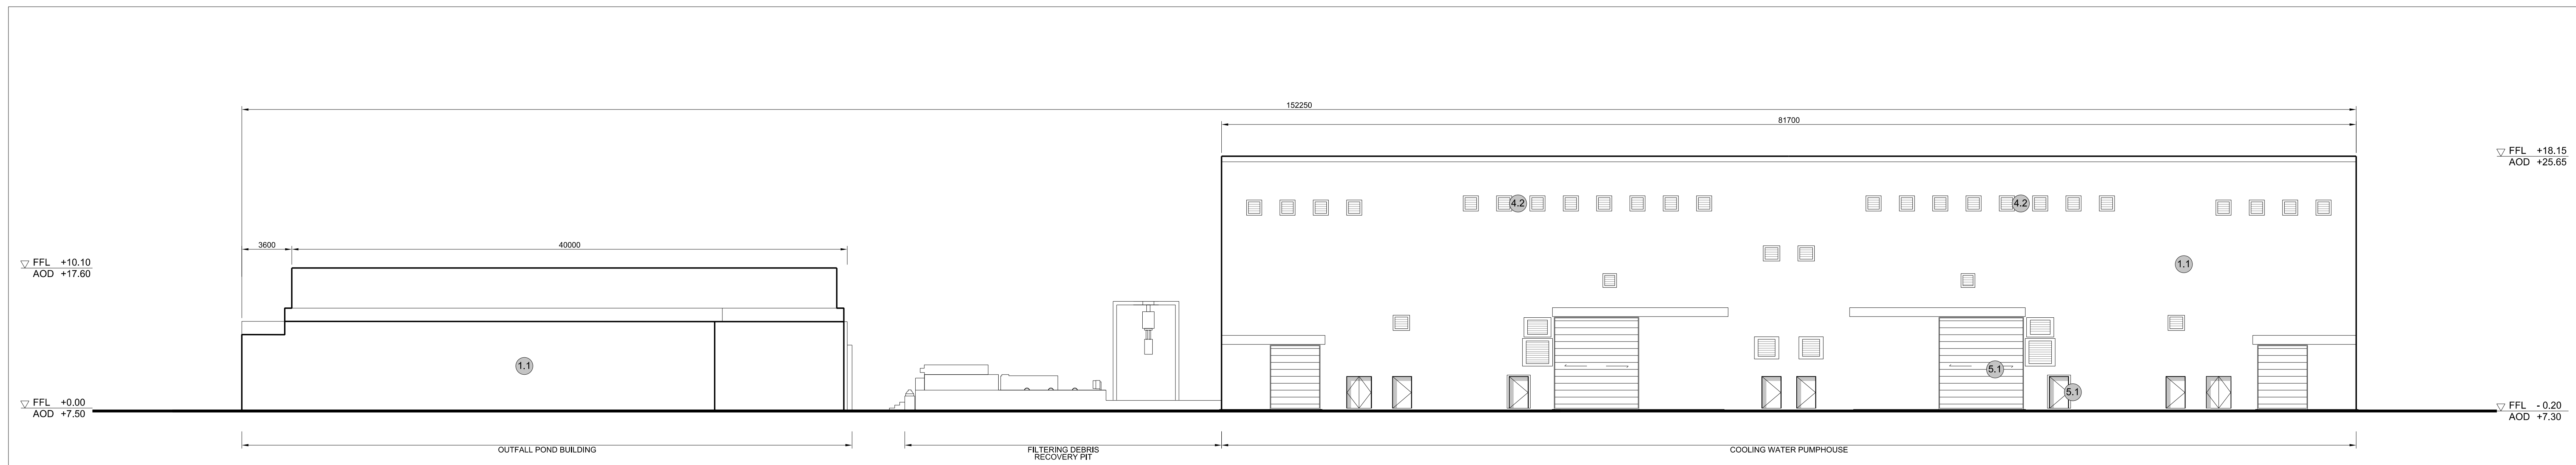 152250
81700
FFL +18.15
AOD +25.65
4.2
4.2
3600
40000
FFL +10.10
AOD +17.60
1.1
1.1
5.1
5.1
FFL +0.00
AOD +7.50
FFL - 0.20
AOD +7.30
OUTFALL POND BUILDING
FILTERING DEBRIS
RECOVERY PIT
COOLING WATER PUMPHOUSE